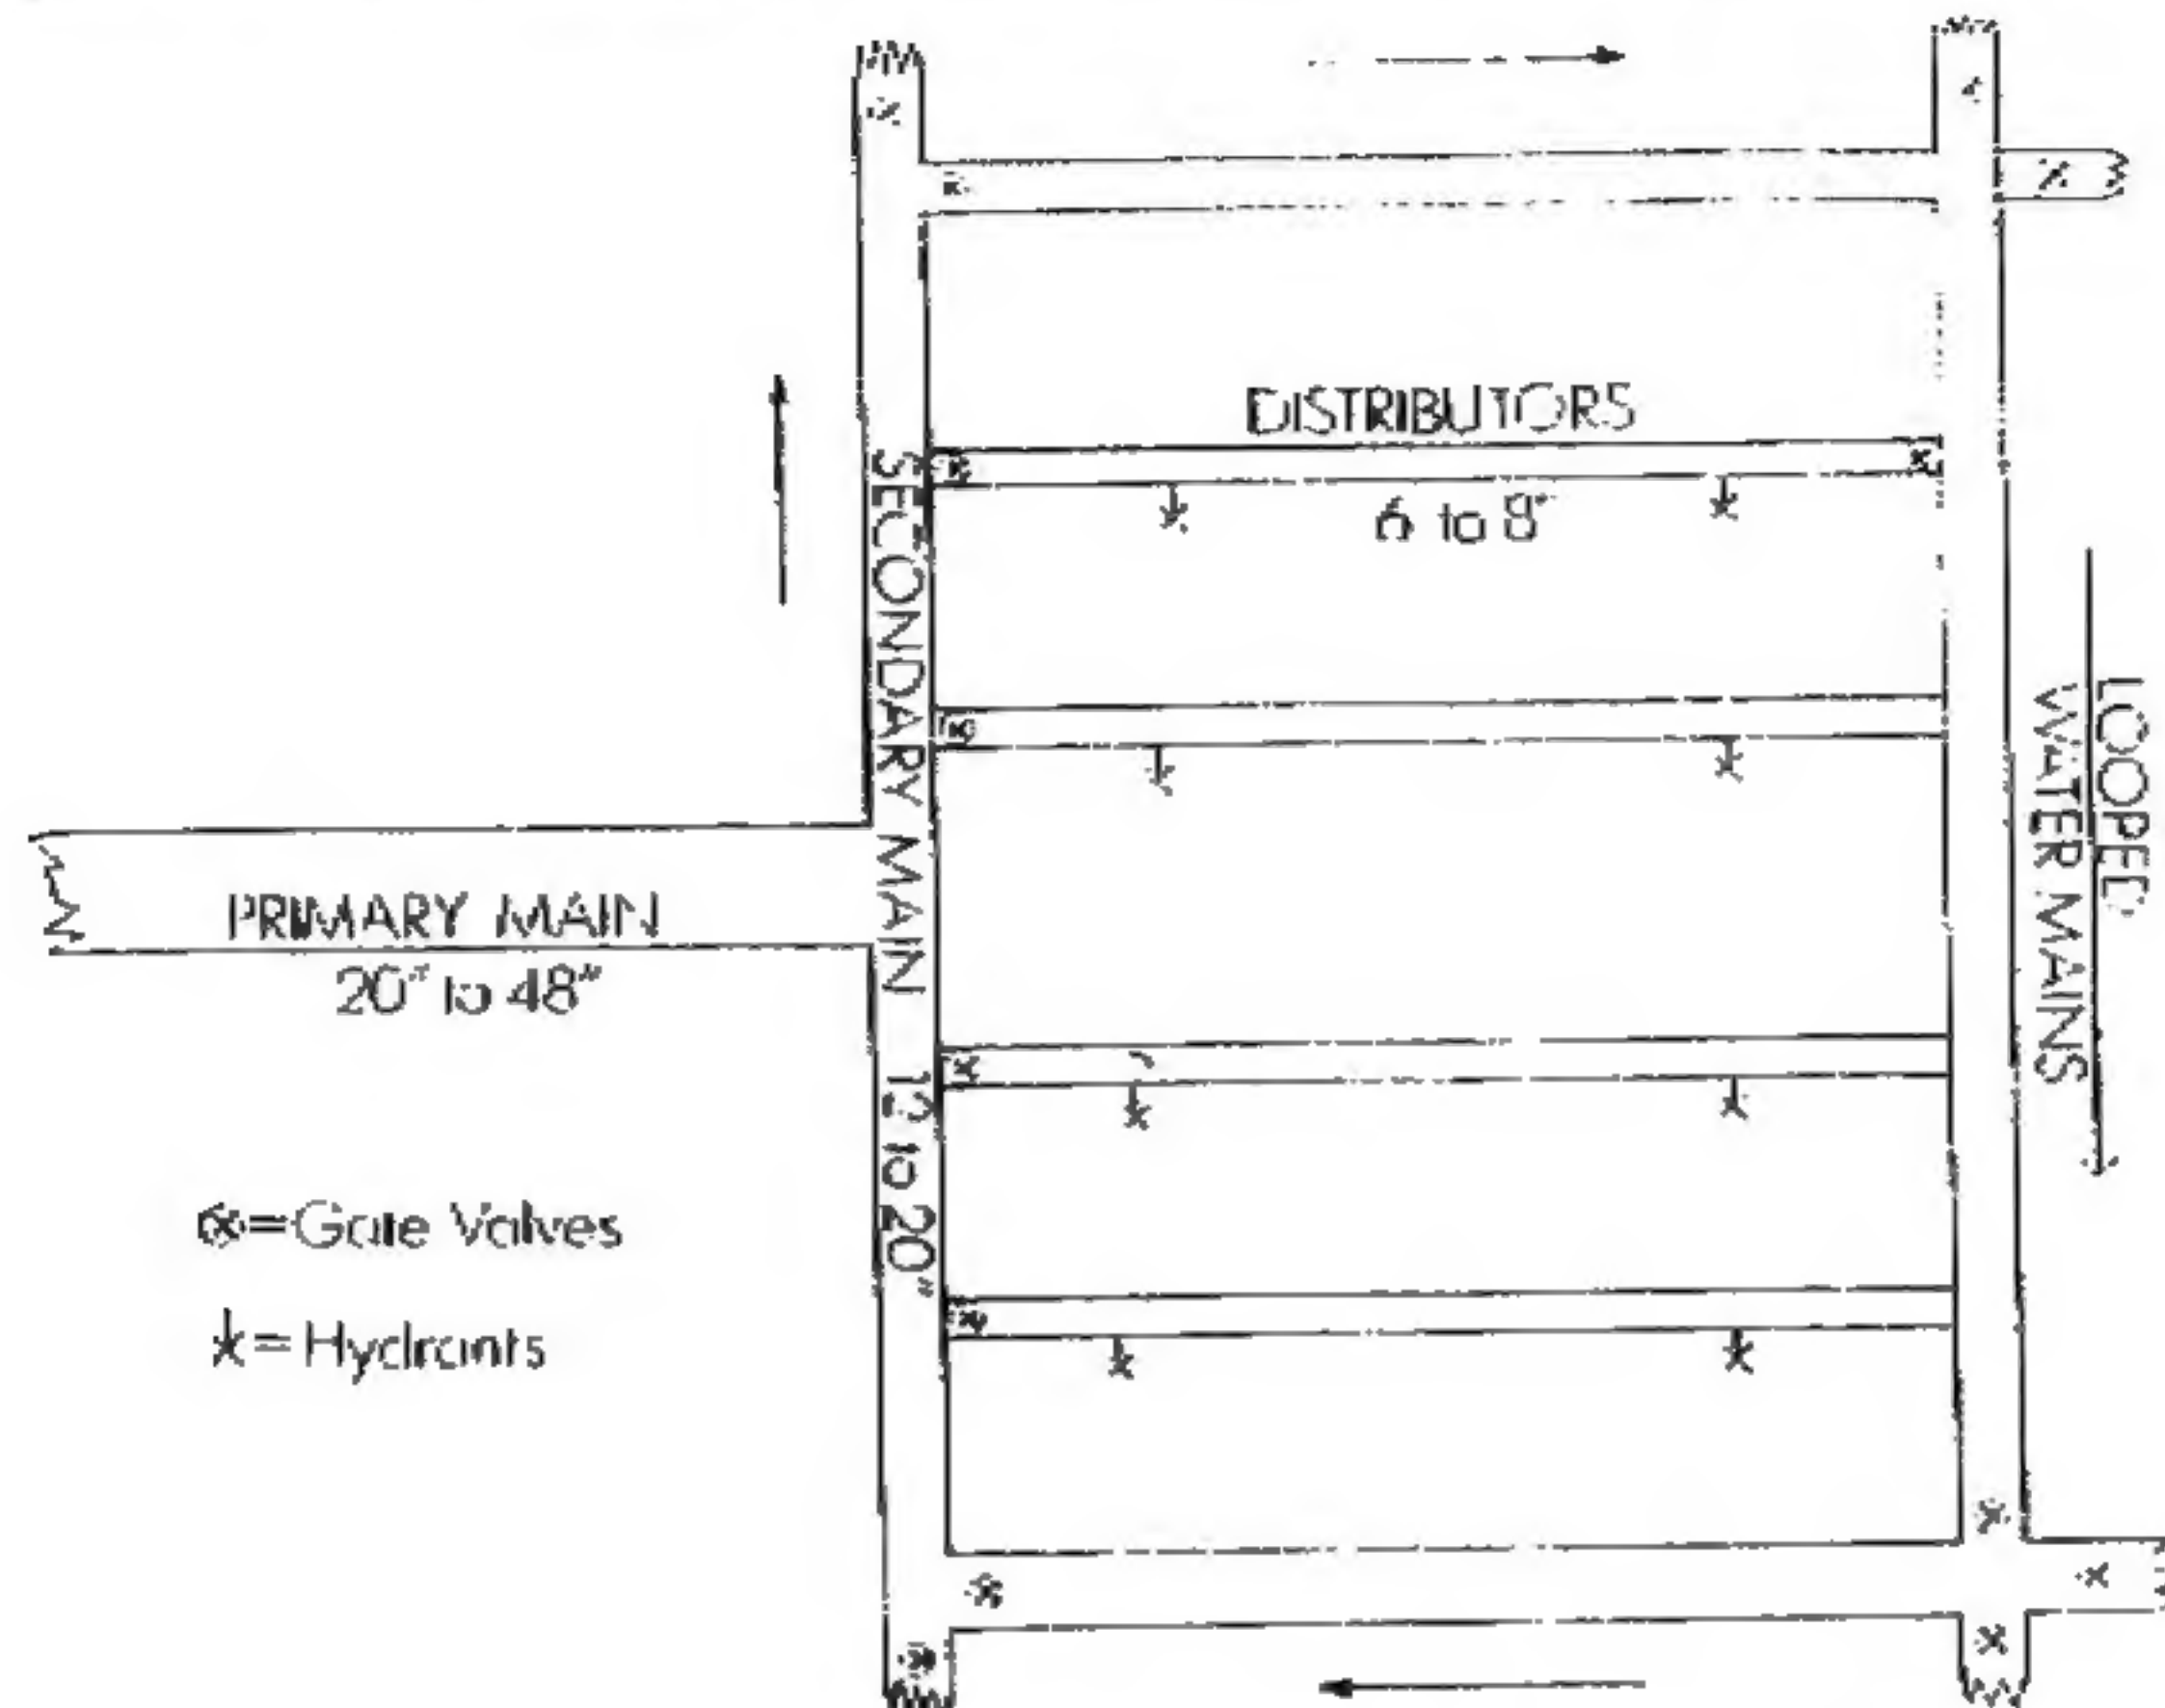 DISTRIBUTORS
6 to 8"
SECONDARY MAIN 12 to 20"
LOOPED
WATER MAINS
PRIMARY MAIN
20" to 48"
=Gate Valves
= Hydrants